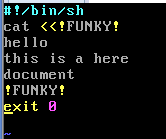 #!/bin/sh
cat <<!FUNKY!
hello
this is a here
document
!FUNKY!
exit 0
~